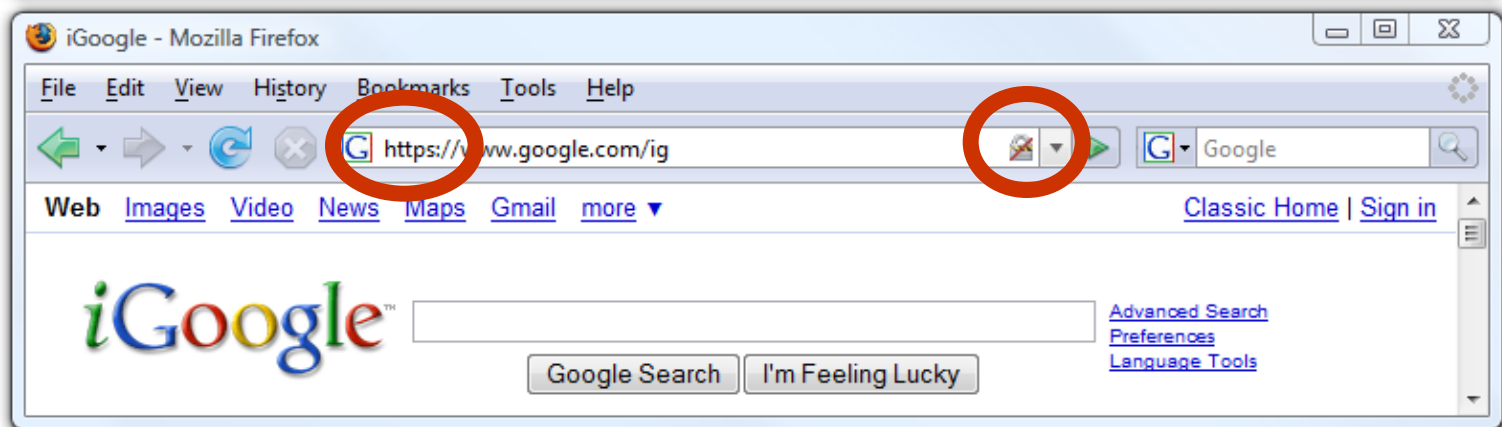 iGoogle - Mozilla Firefox
File Edit View History Bookmarks Tools Help
G https://www.google.com/ig G Google
Web Images Video News Maps Gmail more ▼ Classic Home | Sign in
iGoogle™
Advanced Search
Preferences
Language Tools
Google Search I'm Feeling Lucky